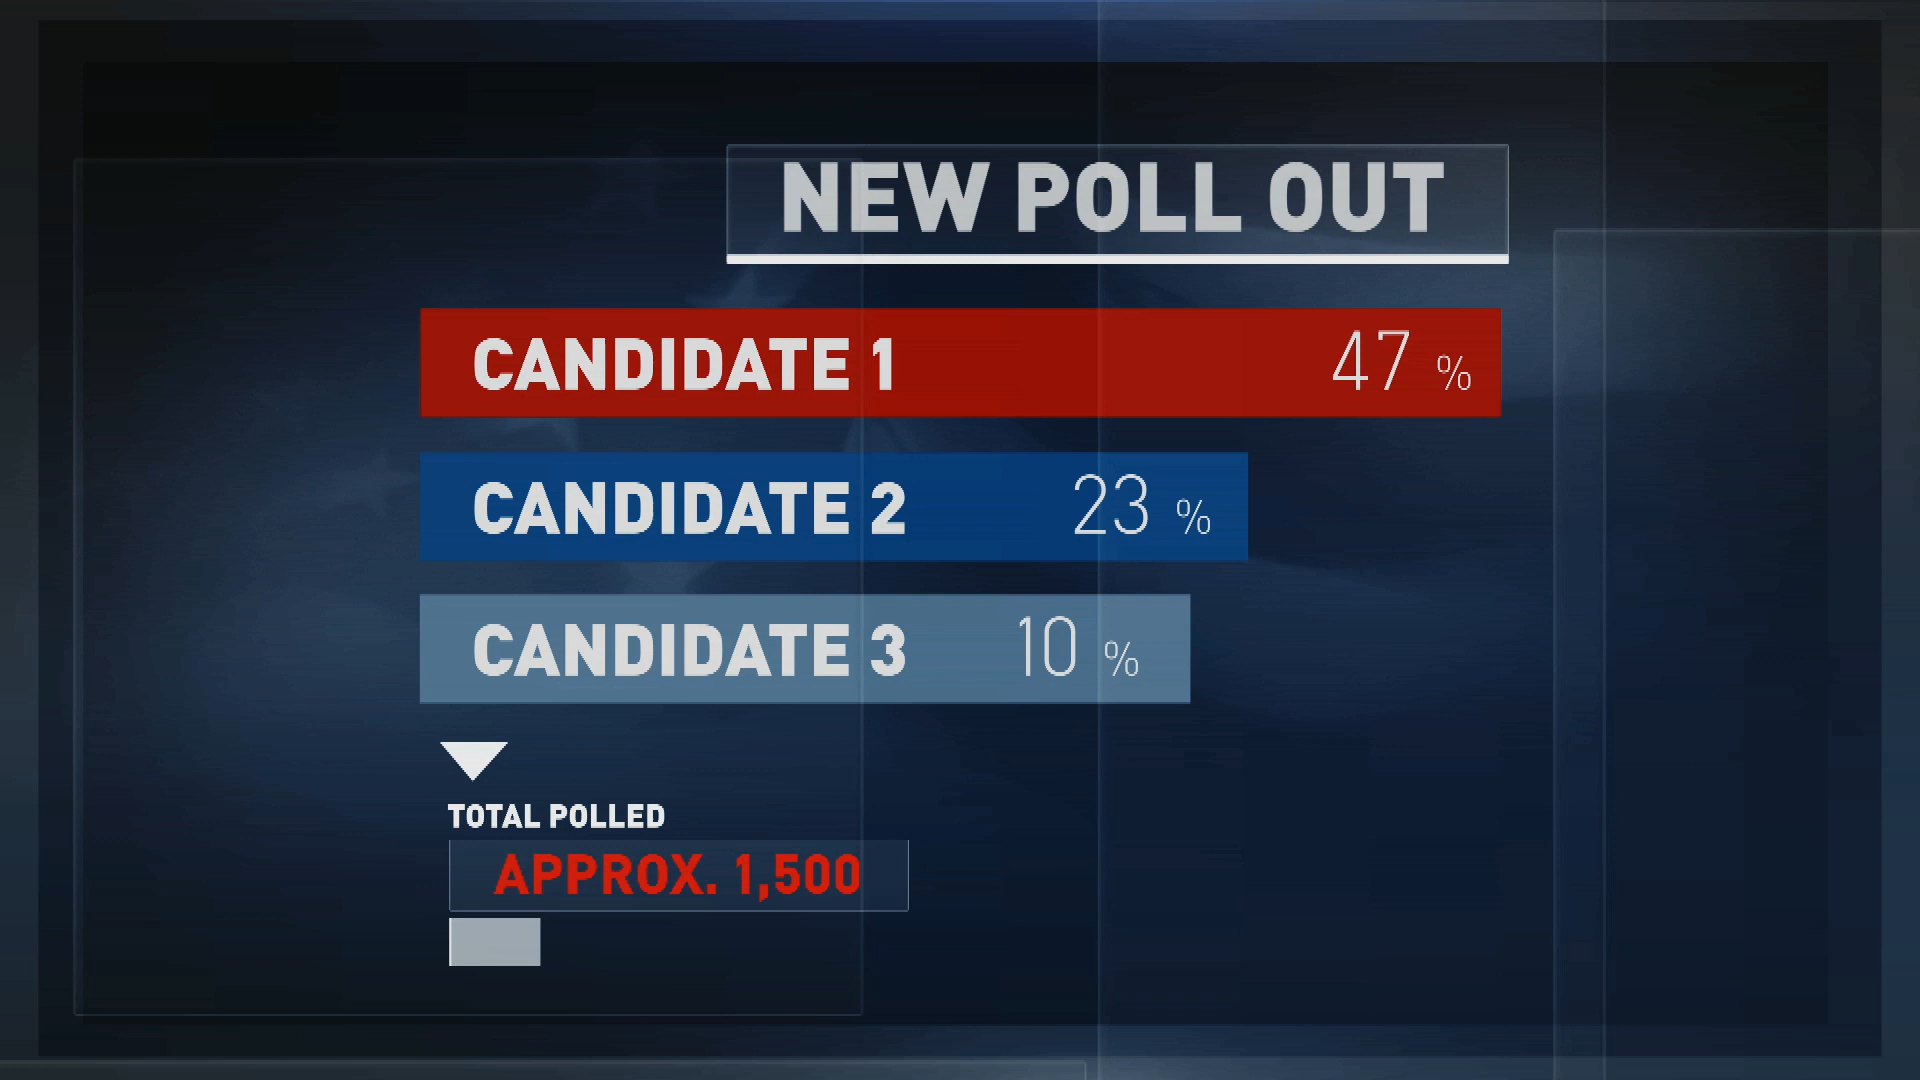 NEW POLL OUT
CANDIDATE 1 47 %
CANDIDATE 2 23 %
CANDIDATE 3 10 %
TOTAL POLLED
APPROX. 1,500